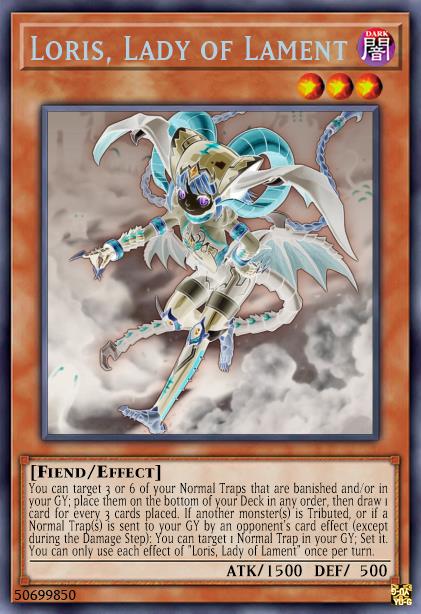 Loris, Lady of Lament
DARK
闇
[Fiend/Effect]
You can target 3 or 6 of your Normal Traps that are banished and/or in
your GY; place them on the bottom of your Deck in any order, then draw 1
card for every 3 cards placed. If another monster(s) is Tributed, or if a
Normal Trap(s) is sent to your GY by an opponent's card effect (except
during the Damage Step): You can target 1 Normal Trap in your GY; Set it.
You can only use each effect of "Loris, Lady of Lament" once per turn.
ATK/1500 DEF/ 500
50699850